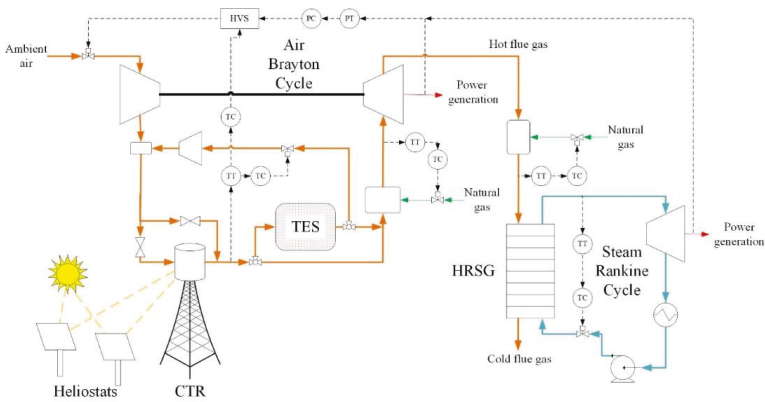 HVS
PC
PT
Ambient
air
Air
Brayton
Cycle
Hot flue gas
Power
generation
TC
TT
TC
TT
TC
Natural
gas
Natural
gas
TT
TC
TES
HRSG
TT
TC
Steam
Rankine
Cycle
Power
generation
Cold flue gas
Heliostats
CTR